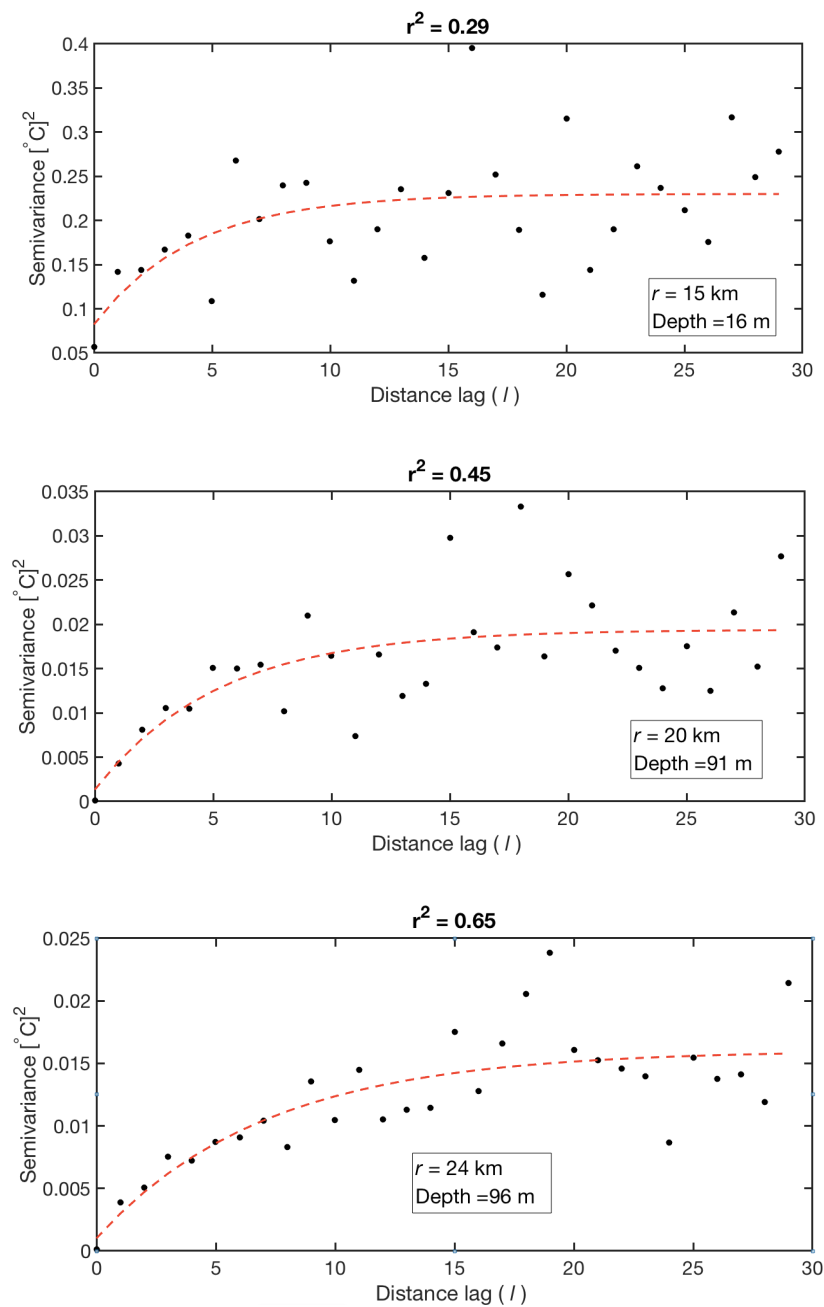 r² = 0.29
0.4
0.35
0.3
0.25
0.2
0.15
0.1
0.05
Semivariance [°C]²
0 5 10 15 20 25 30
Distance lag ( l )
r = 15 km
Depth =16 m
r² = 0.45
0.035
0.03
0.025
0.02
0.015
0.01
0.005
0
Semivariance [°C]²
0 5 10 15 20 25 30
Distance lag ( l )
r = 20 km
Depth =91 m
r² = 0.65
0.025
0.02
0.015
0.01
0.005
0
Semivariance [°C]²
0 5 10 15 20 25 30
Distance lag ( l )
r = 24 km
Depth =96 m